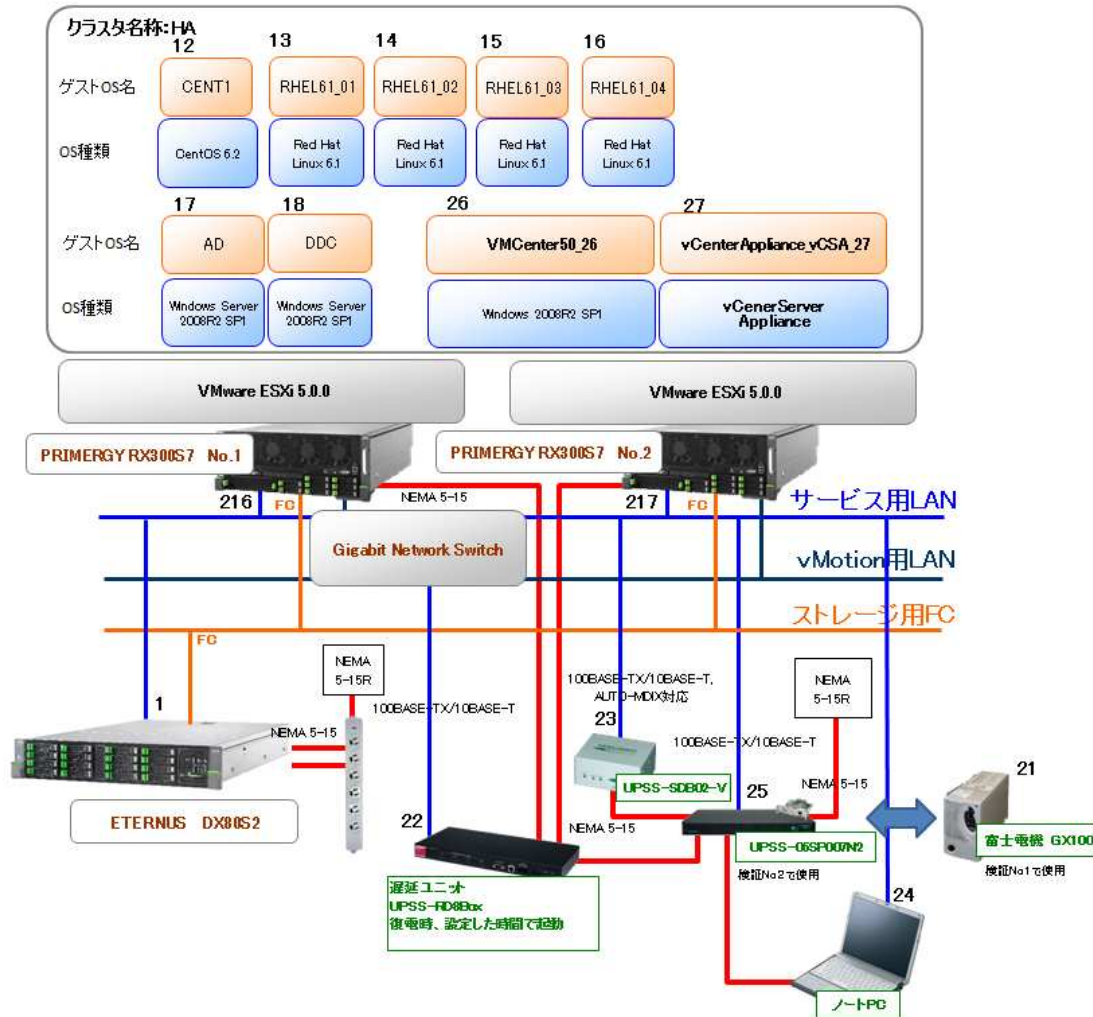 クラスタ名称:HA
12
13
14
15
16
ゲストOS名
CENT1
RHEL61_01
RHEL61_02
RHEL61_03
RHEL61_04
OS種類
CentOS 6.2
Red Hat
Linux 6.1
Red Hat
Linux 6.1
Red Hat
Linux 6.1
Red Hat
Linux 6.1
17
18
26
27
ゲストOS名
AD
DDC
VMCenter50_26
vCenterAppliance_vCSA_27
OS種類
Windows Server
2008R2 SP1
Windows Server
2008R2 SP1
Windows 2008R2 SP1
vCenerServer
Appliance
VMware ESXi 5.0.0
VMware ESXi 5.0.0
PRIMERGY RX300S7 No.1
PRIMERGY RX300S7 No.2
216
FC
NEMA 5-15
217
FC
サービス用LAN
Gigabit Network Switch
vMotion用LAN
ストレージ用FC
FC
NEMA
5-15R
100BASE-TX/10BASE-T
1
NEMA 5-15
ETERNUS DX80S2
100BASE-TX/10BASE-T,
AUTO-MDIX対応
23
100BASE-TX/10BASE-T
NEMA
5-15R
UPSS-SDB02-V
25
NEMA 5-15
21
22
NEMA 5-15
UPSS-05SP007N2
検証No2で使用
富士電機 GX100
検証No1で使用
遅延ユニット
UPSS-RD8Box
復電時、設定した時間で起動
24
ノートPC